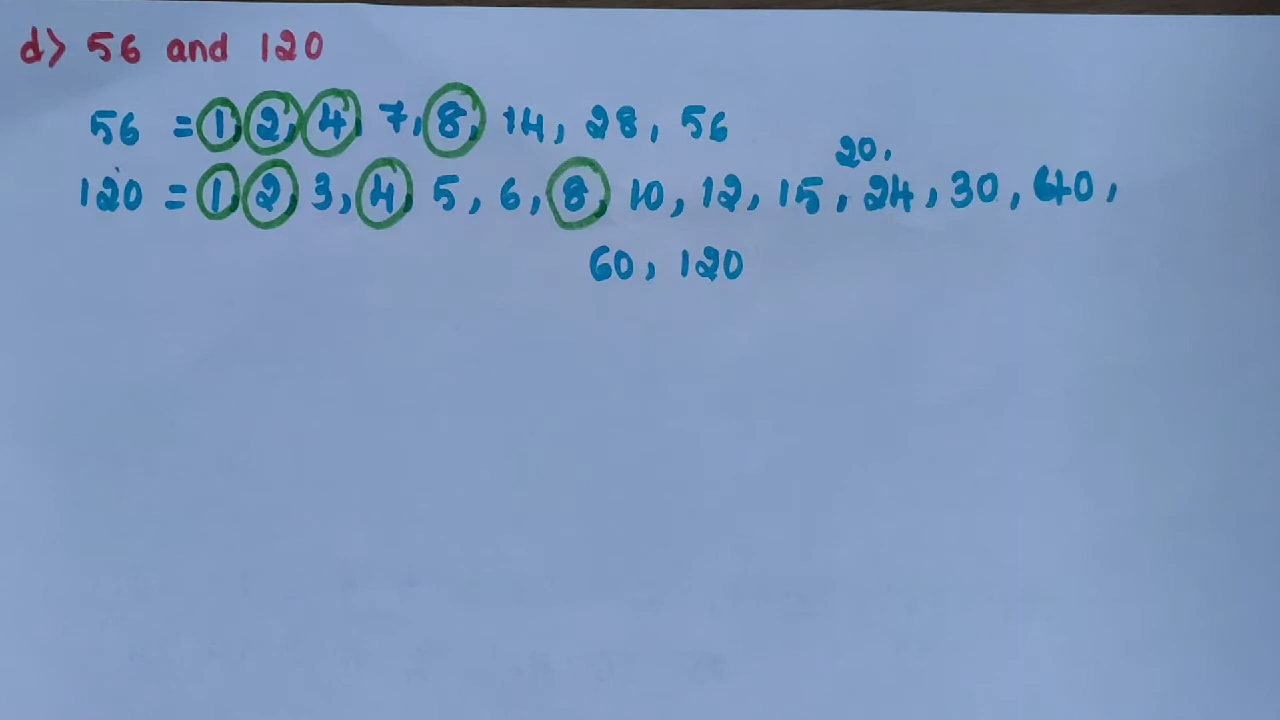 d> 56 and 120
56 = 1, 2, 4, 7, 8, 14, 28, 56
20,
120 = 1, 2, 3, 4, 5, 6, 8, 10, 12, 15, 24, 30, 40,
60, 120